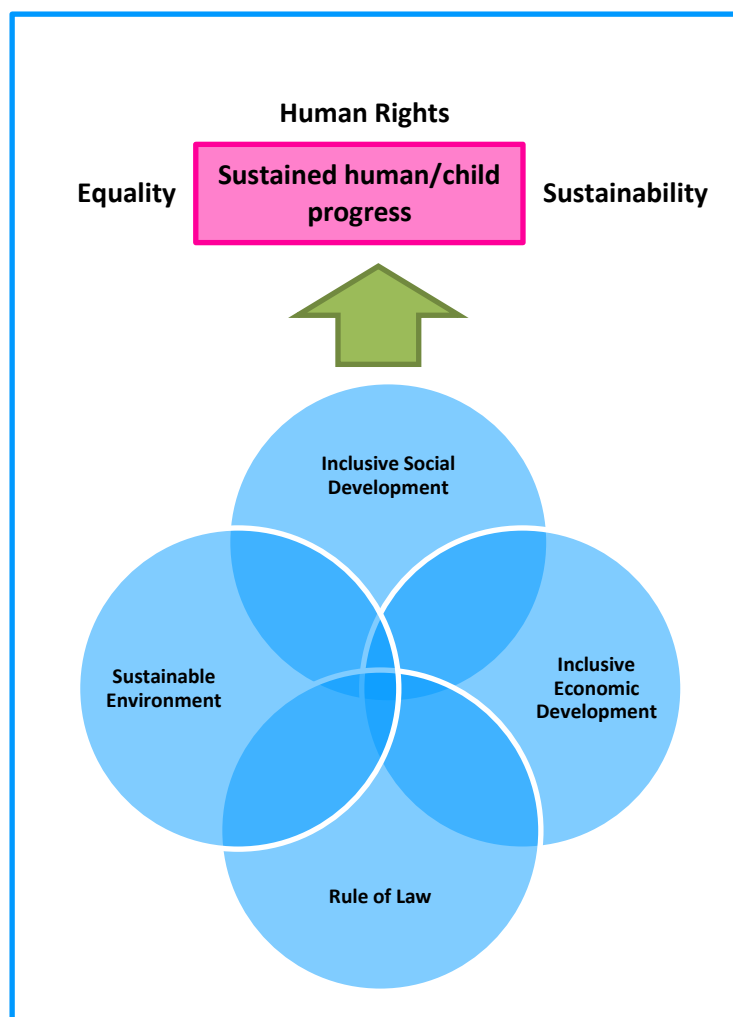 Human Rights
Equality
Sustained human/child
progress
Sustainability
Inclusive Social
Development
Sustainable
Environment
Inclusive
Economic
Development
Rule of Law